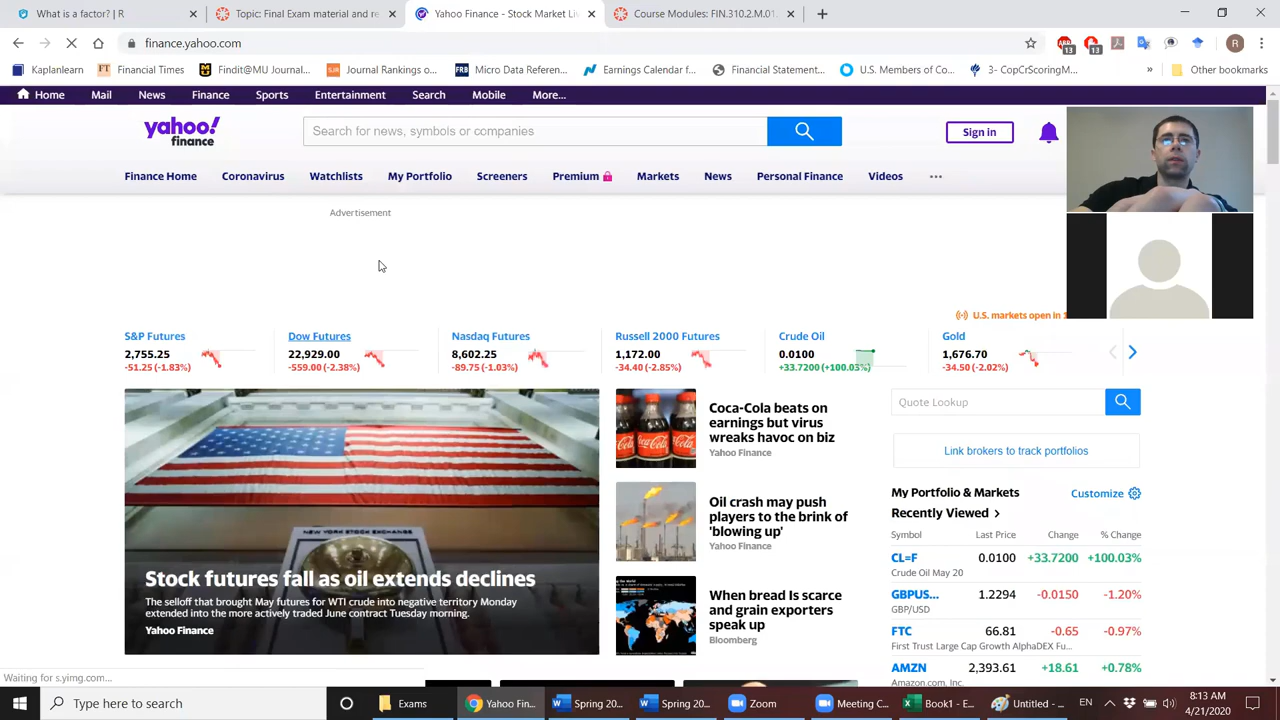 What is a factor? | R
Topic: Final Exam material and re
Yahoo Finance - Stock Market Liv
Course Modules: FIN.310.2.M.01.
finance.yahoo.com
13
13
R
Kaplanlearn
Financial Times
Findit@MU Journal...
Journal Rankings o...
Micro Data Referen...
Earnings Calendar f...
Financial Statement...
U.S. Members of Co...
3- CopCrScoringM...
»
Other bookmarks
Home
Mail
News
Finance
Sports
Entertainment
Search
Mobile
More...
yahoo!
finance
Search for news, symbols or companies
Sign in
Finance Home
Coronavirus
Watchlists
My Portfolio
Screeners
Premium
Markets
News
Personal Finance
Videos
Advertisement
U.S. markets open in
S&P Futures
2,755.25
-51.25 (-1.83%)
Dow Futures
22,929.00
-559.00 (-2.38%)
Nasdaq Futures
8,602.25
-89.75 (-1.03%)
Russell 2000 Futures
1,172.00
-34.40 (-2.85%)
Crude Oil
0.0100
+33.7200 (+100.03%)
Gold
1,676.70
-34.50 (-2.02%)
NEW YORK STOCK EXCHANGE
Stock futures fall as oil extends declines
The selloff that brought May futures for WTI crude into negative territory Monday
extended into the more actively traded June contract Tuesday morning.
Yahoo Finance
Coca-Cola beats on
earnings but virus
wreaks havoc on biz
Yahoo Finance
Oil crash may push
players to the brink of
'blowing up'
Yahoo Finance
When bread Is scarce
and grain exporters
speak up
Bloomberg
Quote Lookup
Link brokers to track portfolios
My Portfolio & Markets
Customize
Recently Viewed
Symbol Last Price Change % Change
CL=F 0.0100 +33.7200 +100.03%
Crude Oil May 20
GBPUS... 1.2294 -0.0150 -1.20%
GBP/USD
FTC 66.81 -0.65 -0.97%
First Trust Large Cap Growth AlphaDEX Fu...
AMZN 2,393.61 +18.61 +0.78%
Amazon.com, Inc.
Waiting for s.yimg.com...
Type here to search
Exams
Yahoo Fin...
Spring 20...
Spring 20...
Zoom
Meeting C...
Book1 - E...
Untitled - ...
EN
8:13 AM
4/21/2020